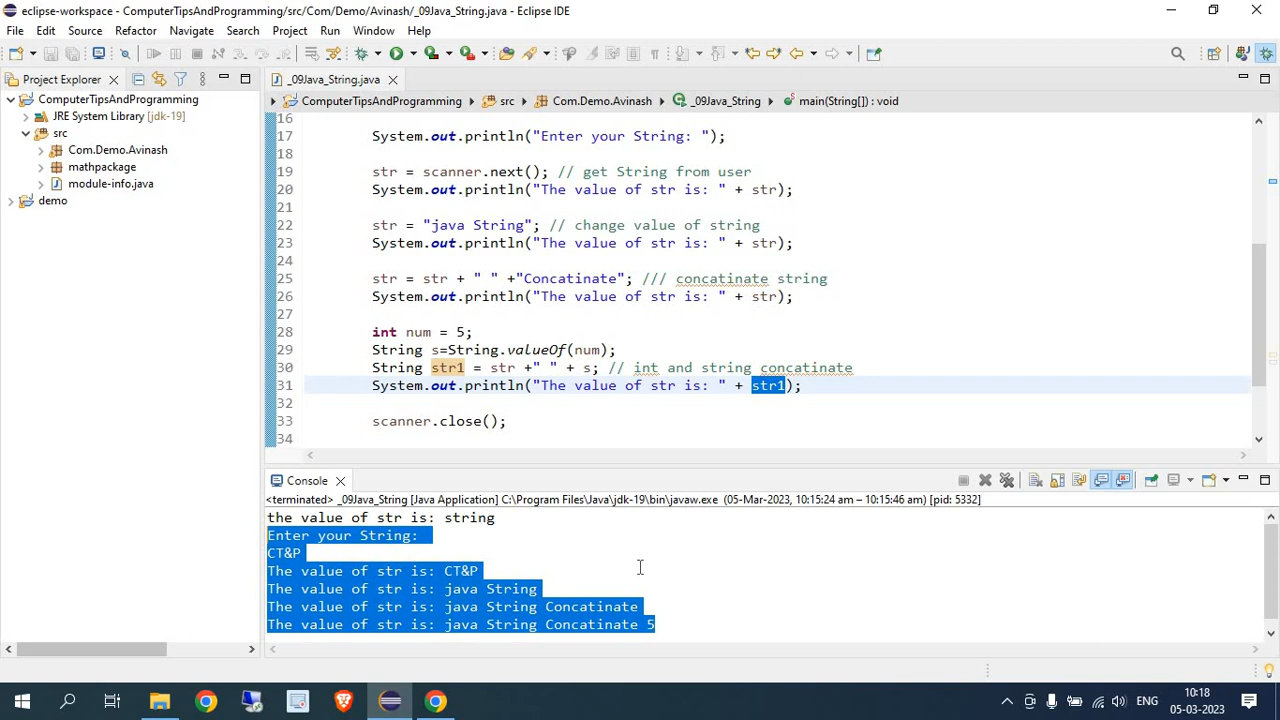 eclipse-workspace - ComputerTipsAndProgramming/src/Com/Demo/Avinash/_09Java_String.java - Eclipse IDE
File Edit Source Refactor Navigate Search Project Run Window Help
Project Explorer
_09Java_String.java
ComputerTipsAndProgramming
JRE System Library [jdk-19]
src
Com.Demo.Avinash
mathpackage
module-info.java
demo
ComputerTipsAndProgramming src Com.Demo.Avinash _09Java_String main(String[]) : void
16
17 System.out.println("Enter your String: ");
18
19 str = scanner.next(); // get String from user
20 System.out.println("The value of str is: " + str);
21
22 str = "java String"; // change value of string
23 System.out.println("The value of str is: " + str);
24
25 str = str + " " +"Concatinate"; /// concatinate string
26 System.out.println("The value of str is: " + str);
27
28 int num = 5;
29 String s=String.valueOf(num);
30 String str1 = str +" " + s; // int and string concatinate
31 System.out.println("The value of str is: " + str1);
32
33 scanner.close();
34
Console
<terminated> _09Java_String [Java Application] C:\Program Files\Java\jdk-19\bin\javaw.exe (05-Mar-2023, 10:15:24 am – 10:15:46 am) [pid: 5332]
the value of str is: string
Enter your String:
CT&P
The value of str is: CT&P
The value of str is: java String
The value of str is: java String Concatinate
The value of str is: java String Concatinate 5
ENG
10:18
05-03-2023